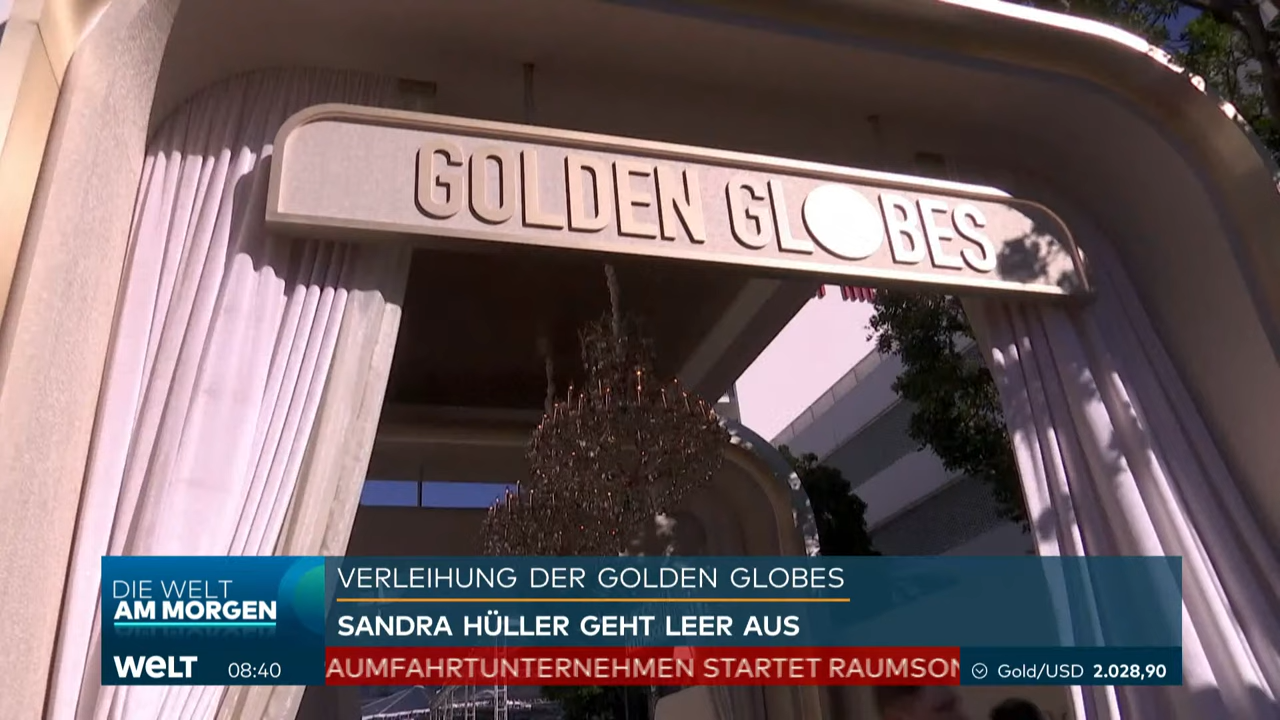 GOLDEN GLOBES
DIE WELT
AM MORGEN
VERLEIHUNG DER GOLDEN GLOBES
SANDRA HÜLLER GEHT LEER AUS
WELT 08:40
AUMFAHRTUNTERNEHMEN STARTET RAUMSON
Gold/USD 2.028,90